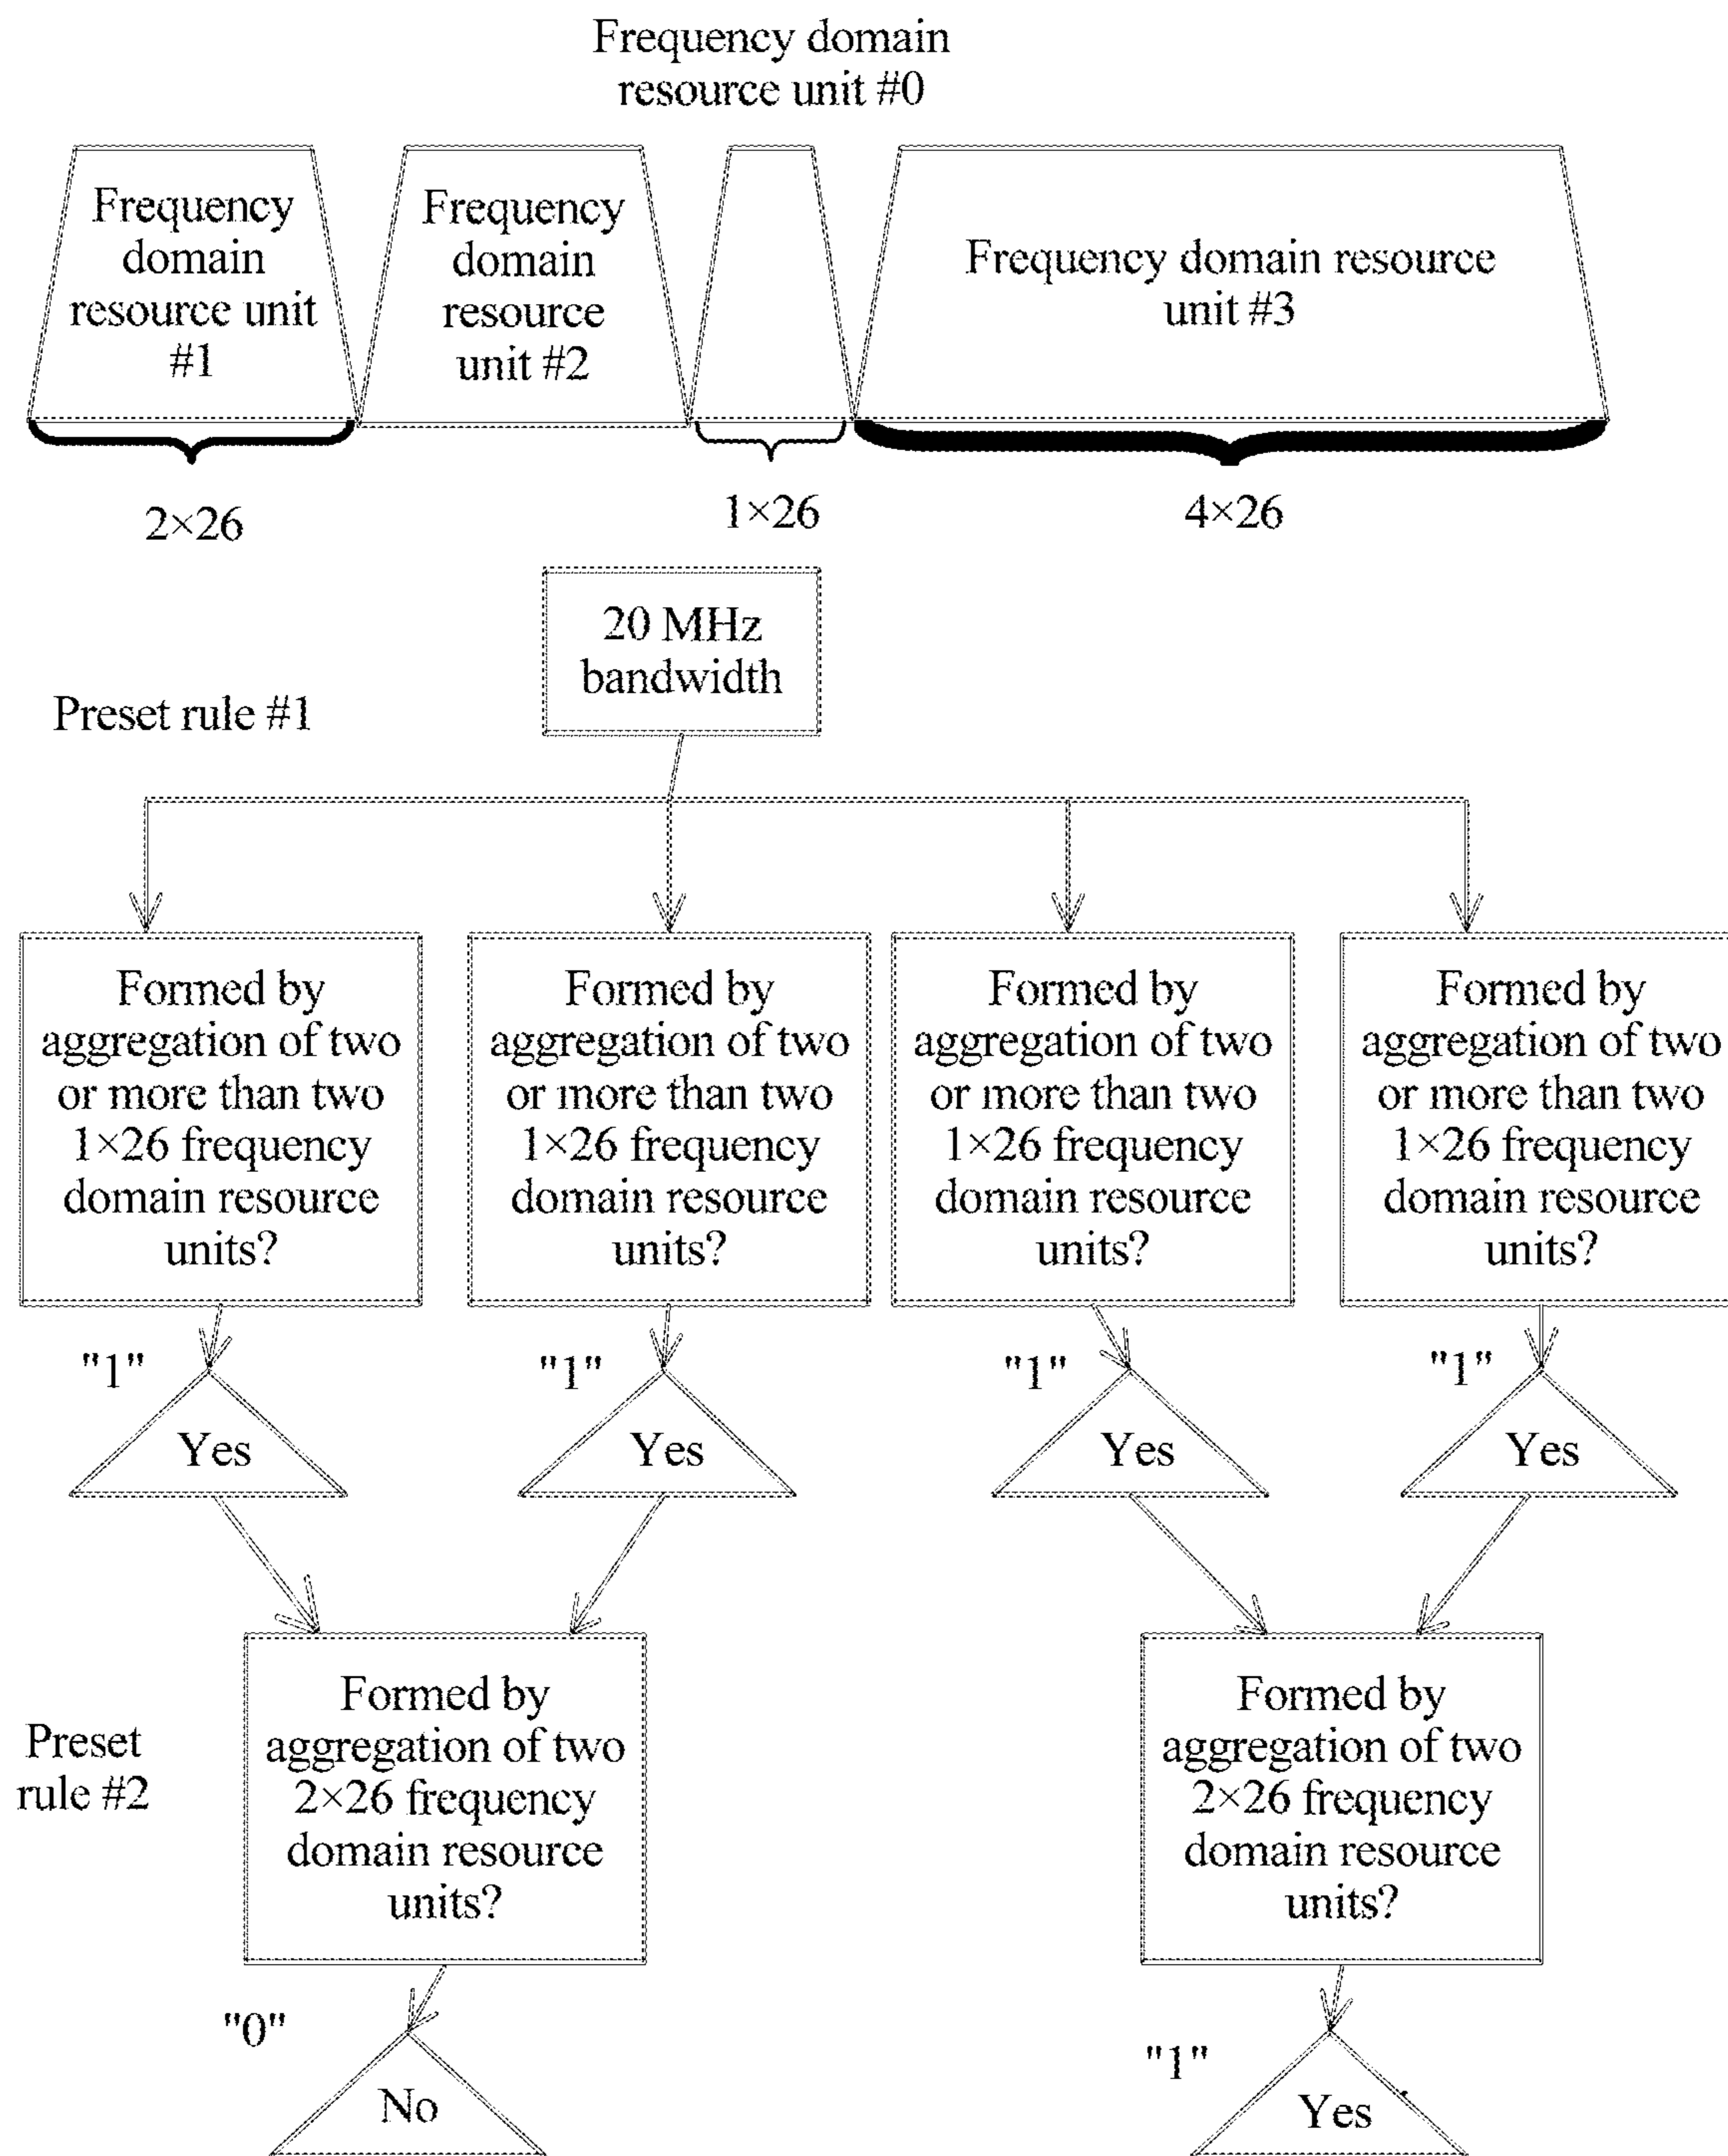 Frequency domain
resource unit #0
Frequency
domain
resource unit
#1
Frequency
domain
resource
unit #2
Frequency domain resource
unit #3
2×26
1×26
4×26
20 MHz
bandwidth
Preset rule #1
Formed by
aggregation of two
or more than two
1×26 frequency
domain resource
units?
Formed by
aggregation of two
or more than two
1×26 frequency
domain resource
units?
Formed by
aggregation of two
or more than two
1×26 frequency
domain resource
units?
Formed by
aggregation of two
or more than two
1×26 frequency
domain resource
units?
"1"
Yes
"1"
Yes
"1"
Yes
"1"
Yes
Preset
rule #2
Formed by
aggregation of two
2×26 frequency
domain resource
units?
Formed by
aggregation of two
2×26 frequency
domain resource
units?
"0"
No
"1"
Yes